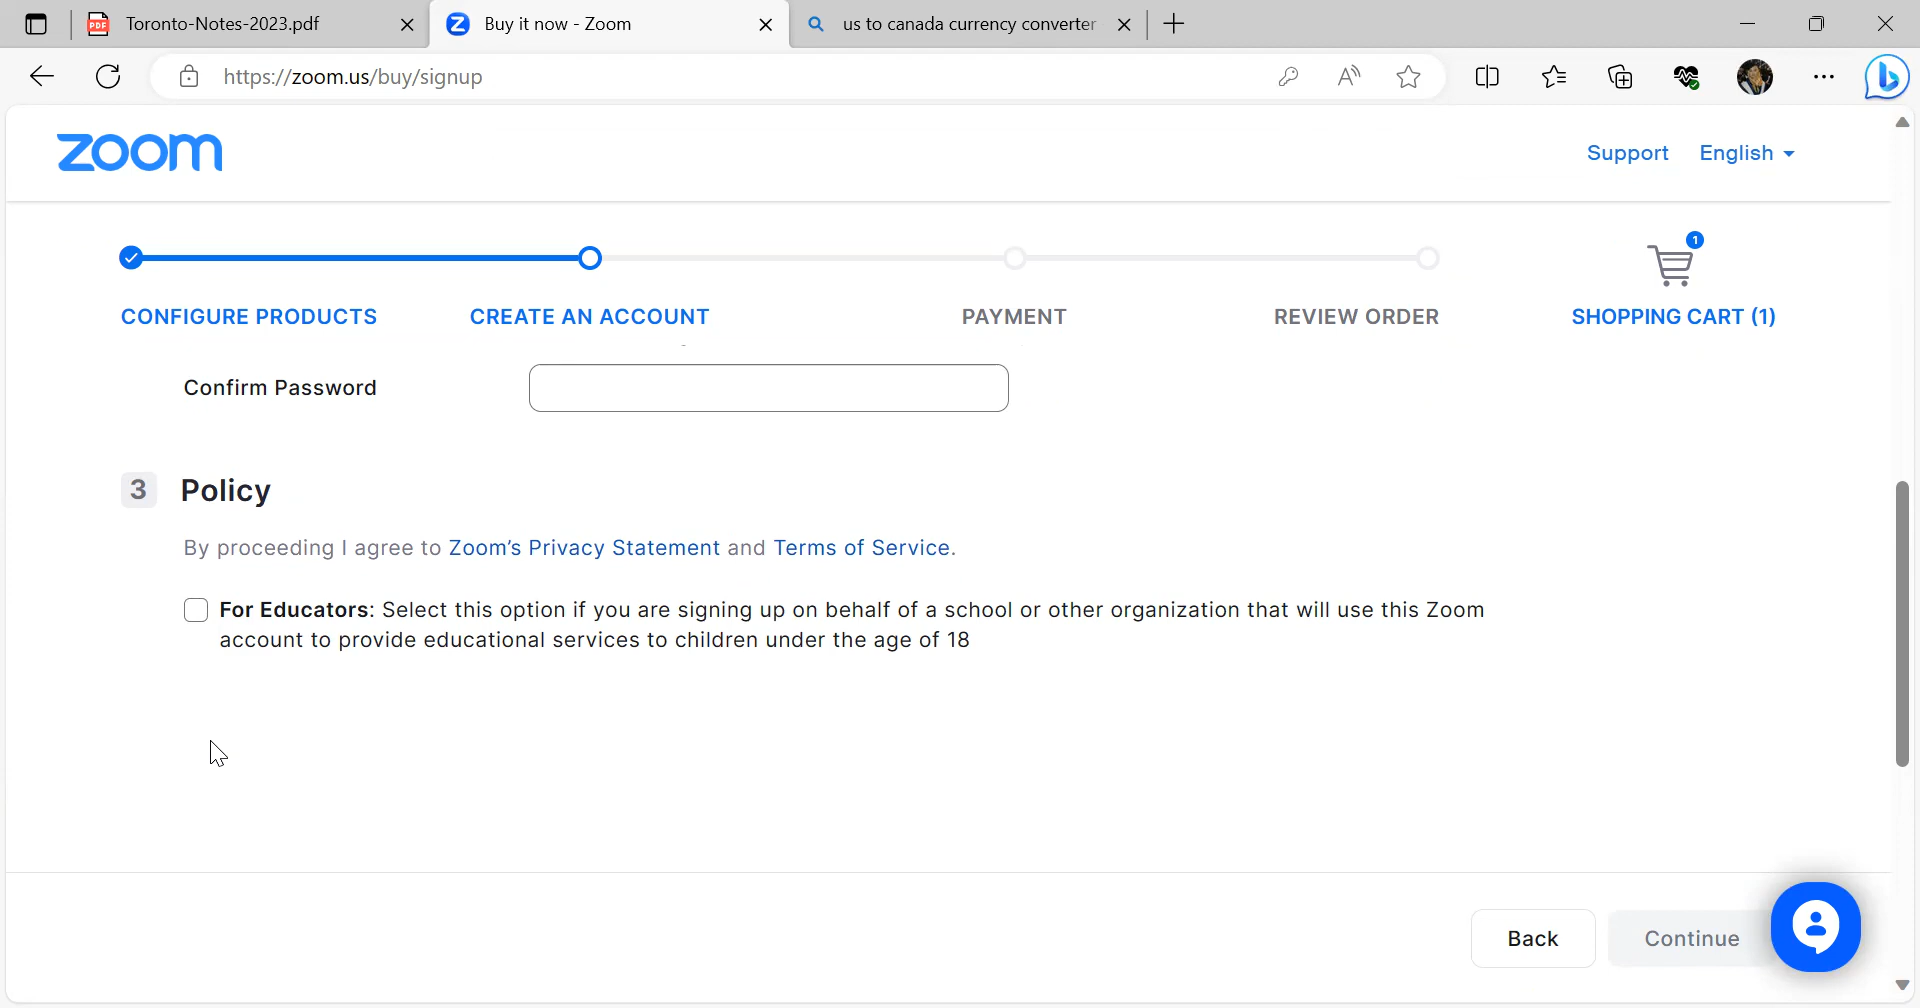 Toronto-Notes-2023.pdf
Buy it now - Zoom
us to canada currency converter
https://zoom.us/buy/signup
zoom
Support English
1
CONFIGURE PRODUCTS CREATE AN ACCOUNT PAYMENT REVIEW ORDER SHOPPING CART (1)
Confirm Password
3 Policy
By proceeding I agree to Zoom's Privacy Statement and Terms of Service.
For Educators: Select this option if you are signing up on behalf of a school or other organization that will use this Zoom
account to provide educational services to children under the age of 18
Back Continue